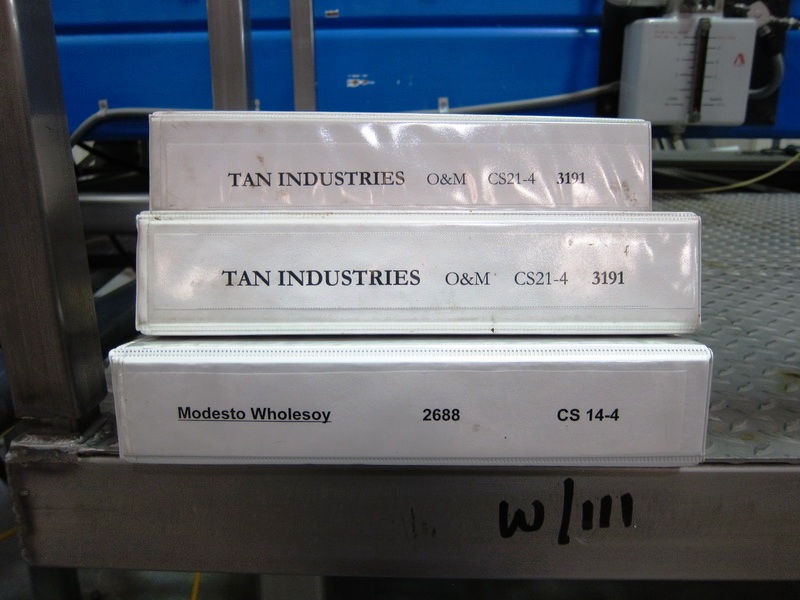 TAN INDUSTRIES O&M CS21-4 3191
TAN INDUSTRIES O&M CS21-4 3191
Modesto Wholesoy 2688 CS 14-4
W/111